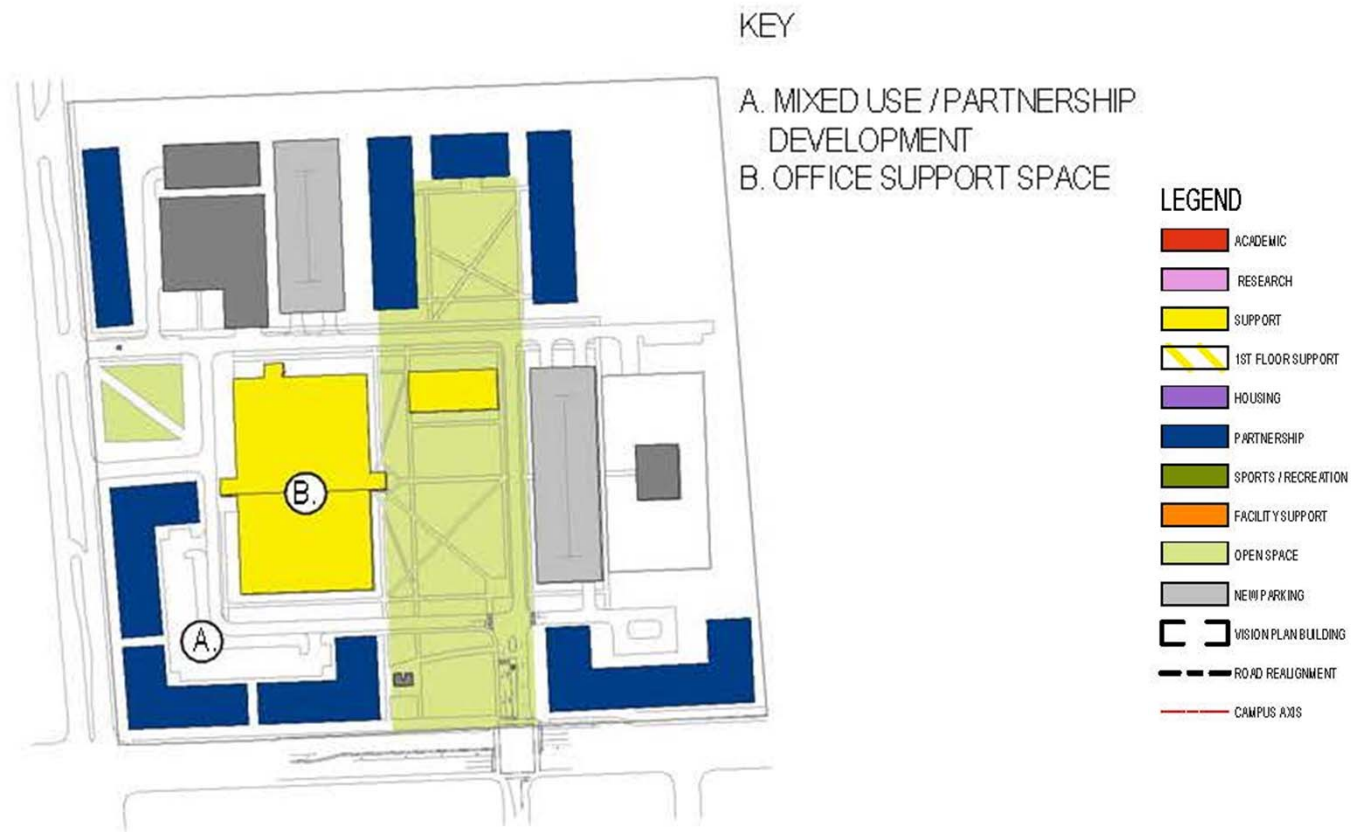 KEY
A. MIXED USE / PARTNERSHIP
DEVELOPMENT
B. OFFICE SUPPORT SPACE
LEGEND
ACADEMIC
RESEARCH
SUPPORT
1ST FLOOR SUPPORT
HOUSING
PARTNERSHIP
SPORTS / RECREATION
FACILITY SUPPORT
OPEN SPACE
NEW PARKING
VISION PLAN BUILDING
ROAD REALIGNMENT
CAMPUS AXIS
B.
A.